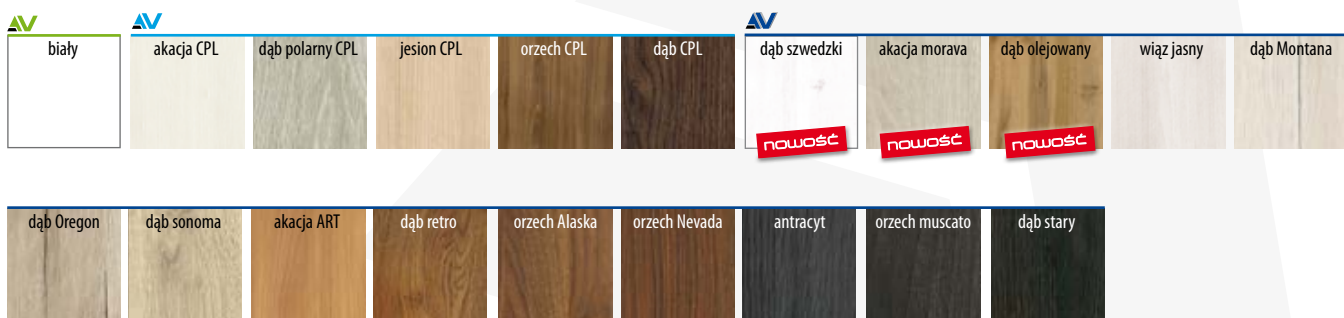 AV AV AV
biały akacja CPL dąb polarny CPL jesion CPL orzech CPL dąb CPL dąb szwedzki akacja morava dąb olejowany wiąz jasny dąb Montana
nowość nowość nowość
dąb Oregon dąb sonoma akacja ART dąb retro orzech Alaska orzech Nevada antracyt orzech muscato dąb stary